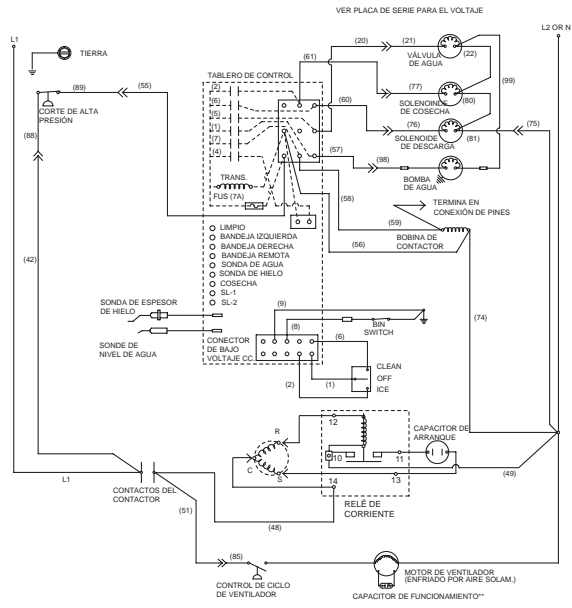 VER PLACA DE SERIE PARA EL VOLTAJE
L1
L2 OR N
TIERRA
(20)
(21)
(22)
VÁLVULA
DE AGUA
(61)
(99)
(89)
(55)
TABLERO DE CONTROL
(2)
(6)
(5)
(1)
(7)
(4)
(77)
(80)
SOLENOINDE
DE COSECHA
CORTE DE ALTA
PRESIÓN
(60)
(76)
(81)
(75)
SOLENOIDE
DE DESCARGA
(88)
(57)
(98)
BOMBA
DE AGUA
TRANS.
FUS (7A)
(58)
TERMINA EN
CONEXIÓN DE PINES
(59)
(56)
BOBINA DE
CONTACTOR
LIMPIO
BANDEJA IZQUIERDA
BANDEJA DERECHA
BANDEJA REMOTA
SONDA DE AGUA
SONDA DE HIELO
COSECHA
SL-1
SL-2
(42)
(74)
SONDA DE ESPESOR
DE HIELO
(9)
(8)
BIN
SWITCH
SONDE DE
NIVEL DE AGUA
CONECTOR
DE BAJO
VOLTAJE CC
(6)
(2)
(1)
CLEAN
OFF
ICE
R
C
S
12
10
11
14
13
CAPACITOR DE
ARRANQUE
(49)
RELÉ DE
CORRIENTE
L1
CONTACTOS DEL
CONTACTOR
(51)
(48)
(85)
CONTROL DE CICLO
DE VENTILADOR
MOTOR DE VENTILADOR
(ENFRIADO POR AIRE SOLAM.)
CAPACITOR DE FUNCIONAMIENTO**